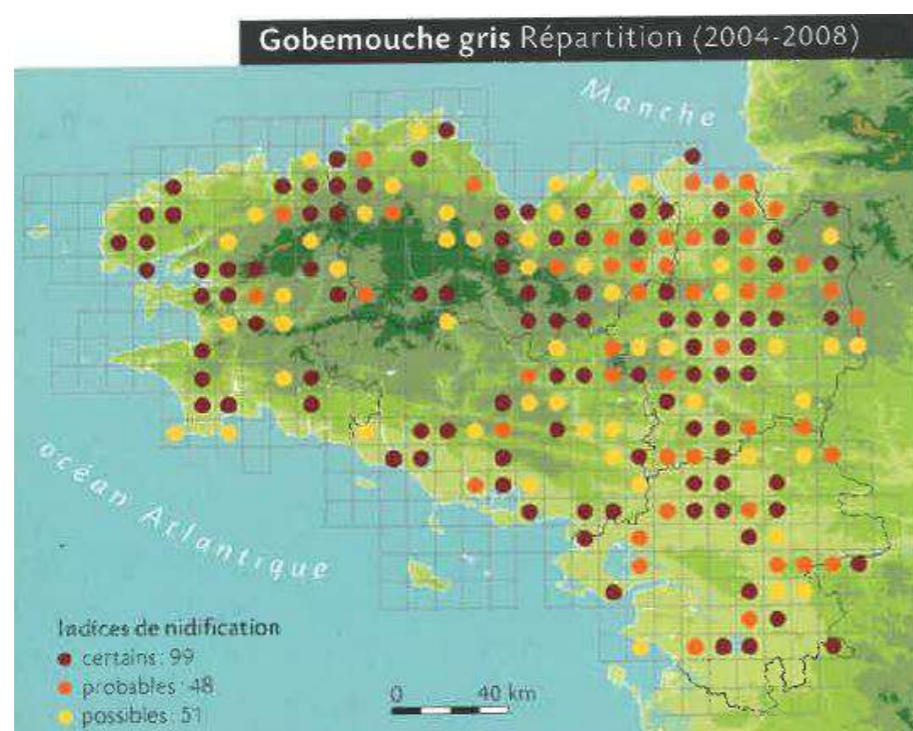 Gobemouche gris Répartition (2004-2008)
Manche
océan Atlantique
Indices de nidification
certains: 99
probables: 48
possibles: 51
0 40 km